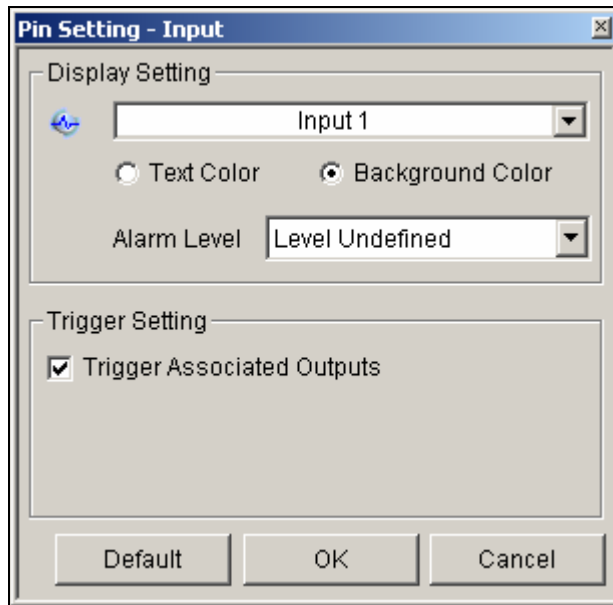 Pin Setting - Input
Display Setting
Input 1
Text Color Background Color
Alarm Level Level Undefined
Trigger Setting
Trigger Associated Outputs
Default OK Cancel